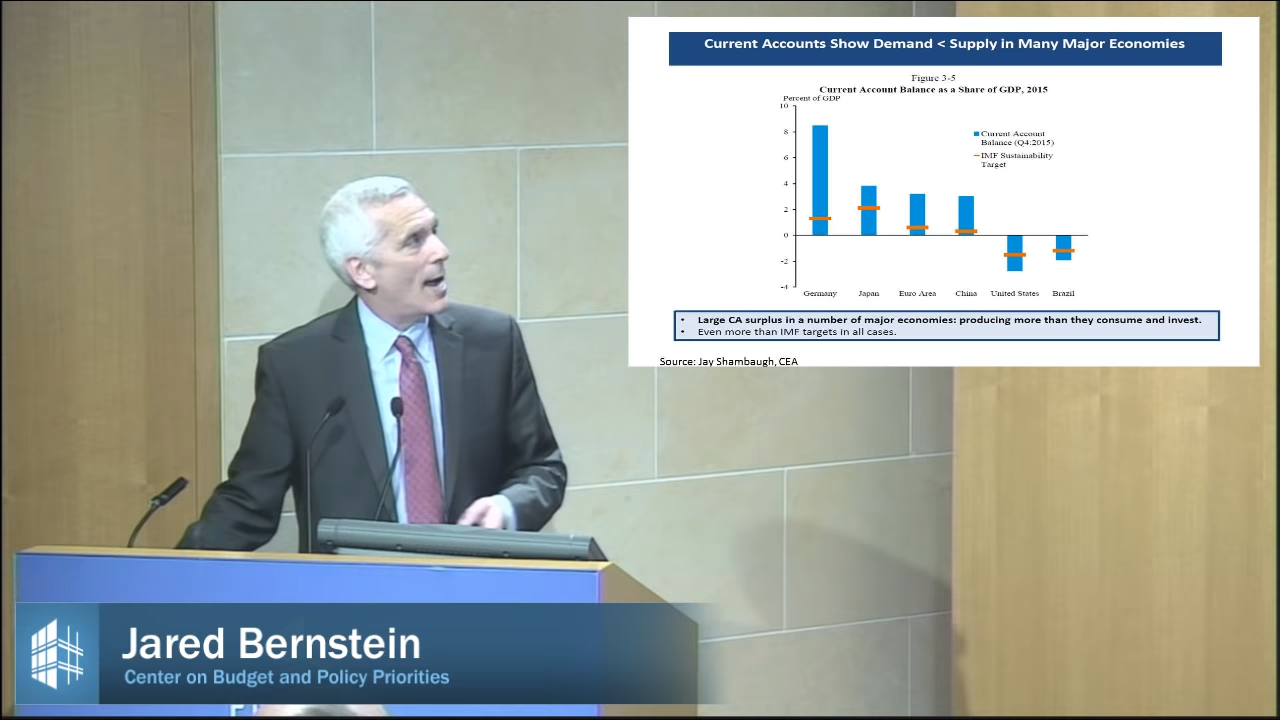 Current Accounts Show Demand < Supply in Many Major Economies
Figure 3-5
Current Account Balance as a Share of GDP, 2015
Percent of GDP
10
8
6
4
2
0
-2
-4
Current Account
Balance (Q4:2015)
IMF Sustainability
Target
Germany Japan Euro Area China United States Brazil
• Large CA surplus in a number of major economies: producing more than they consume and invest.
• Even more than IMF targets in all cases.
Source: Jay Shambaugh, CEA
Jared Bernstein
Center on Budget and Policy Priorities